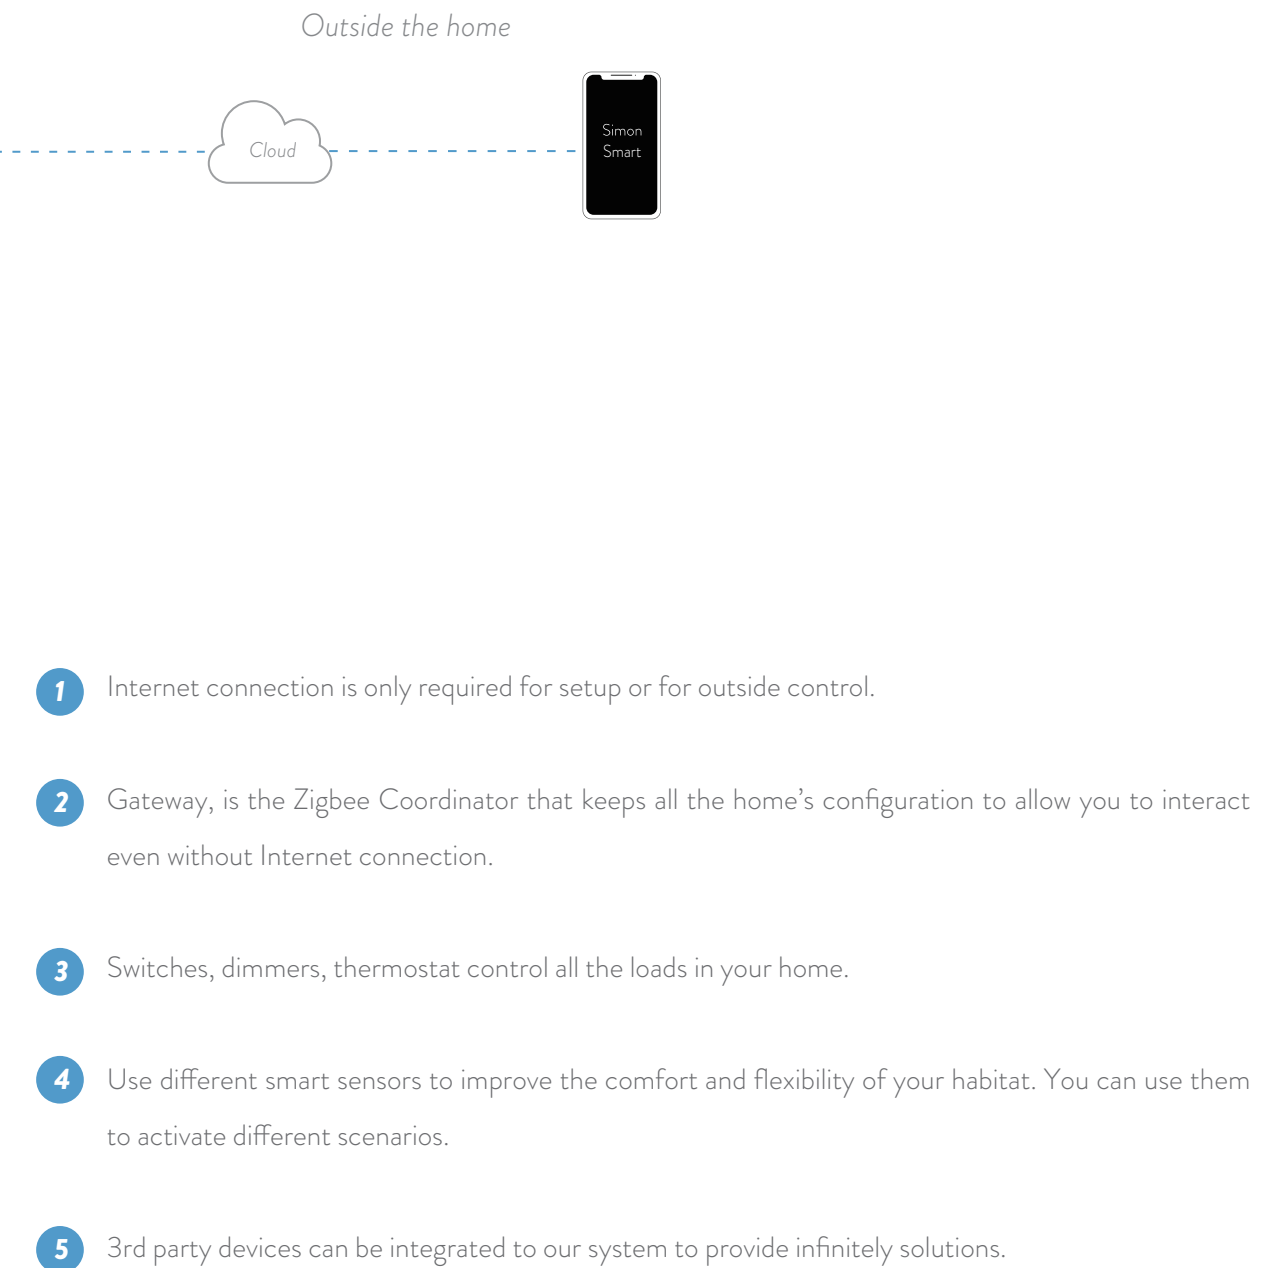 Outside the home
Cloud
Simon
Smart
1 Internet connection is only required for setup or for outside control.
2 Gateway, is the Zigbee Coordinator that keeps all the home’s configuration to allow you to interact
even without Internet connection.
3 Switches, dimmers, thermostat control all the loads in your home.
4 Use different smart sensors to improve the comfort and flexibility of your habitat. You can use them
to activate different scenarios.
5 3rd party devices can be integrated to our system to provide infinitely solutions.